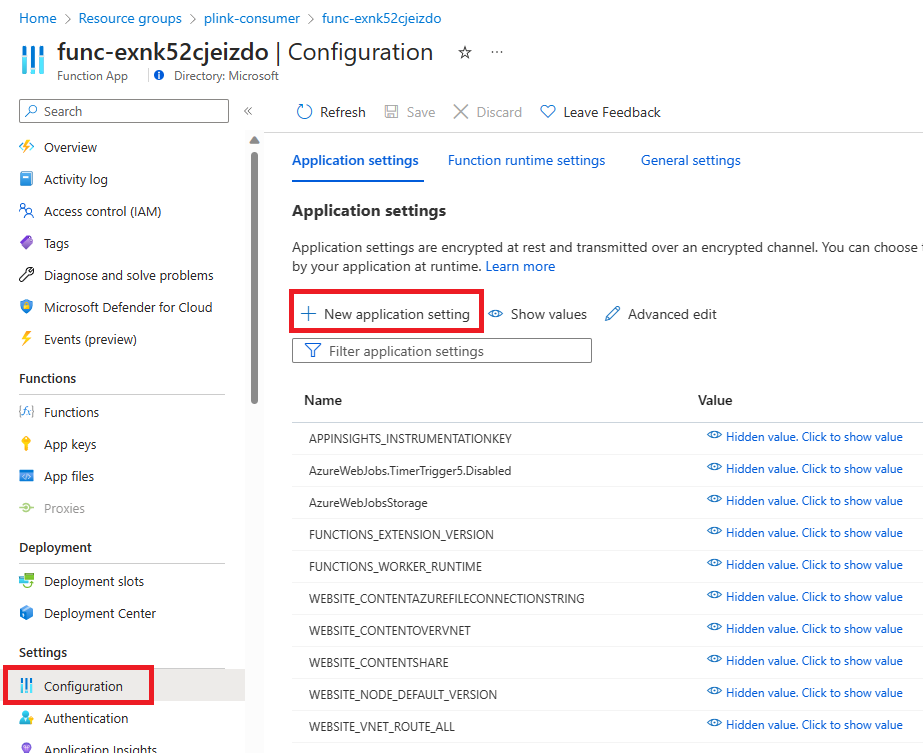 Home > Resource groups > plink-consumer > func-exnk52cjeizdo
func-exnk52cjeizdo | Configuration
Function App
Directory: Microsoft
Search
Overview
Activity log
Access control (IAM)
Tags
Diagnose and solve problems
Microsoft Defender for Cloud
Events (preview)
Functions
Functions
App keys
App files
Proxies
Deployment
Deployment slots
Deployment Center
Settings
Configuration
Authentication
Application Insights
Refresh Save Discard Leave Feedback
Application settings Function runtime settings General settings
Application settings
Application settings are encrypted at rest and transmitted over an encrypted channel. You can choose
by your application at runtime. Learn more
New application setting Show values Advanced edit
Filter application settings
Name Value
APPINSIGHTS_INSTRUMENTATIONKEY Hidden value. Click to show value
AzureWebJobs.TimerTrigger5.Disabled Hidden value. Click to show value
AzureWebJobsStorage Hidden value. Click to show value
FUNCTIONS_EXTENSION_VERSION Hidden value. Click to show value
FUNCTIONS_WORKER_RUNTIME Hidden value. Click to show value
WEBSITE_CONTENTAZUREFILECONNECTIONSTRING Hidden value. Click to show value
WEBSITE_CONTENTOVERVNET Hidden value. Click to show value
WEBSITE_CONTENTSHARE Hidden value. Click to show value
WEBSITE_NODE_DEFAULT_VERSION Hidden value. Click to show value
WEBSITE_VNET_ROUTE_ALL Hidden value. Click to show value